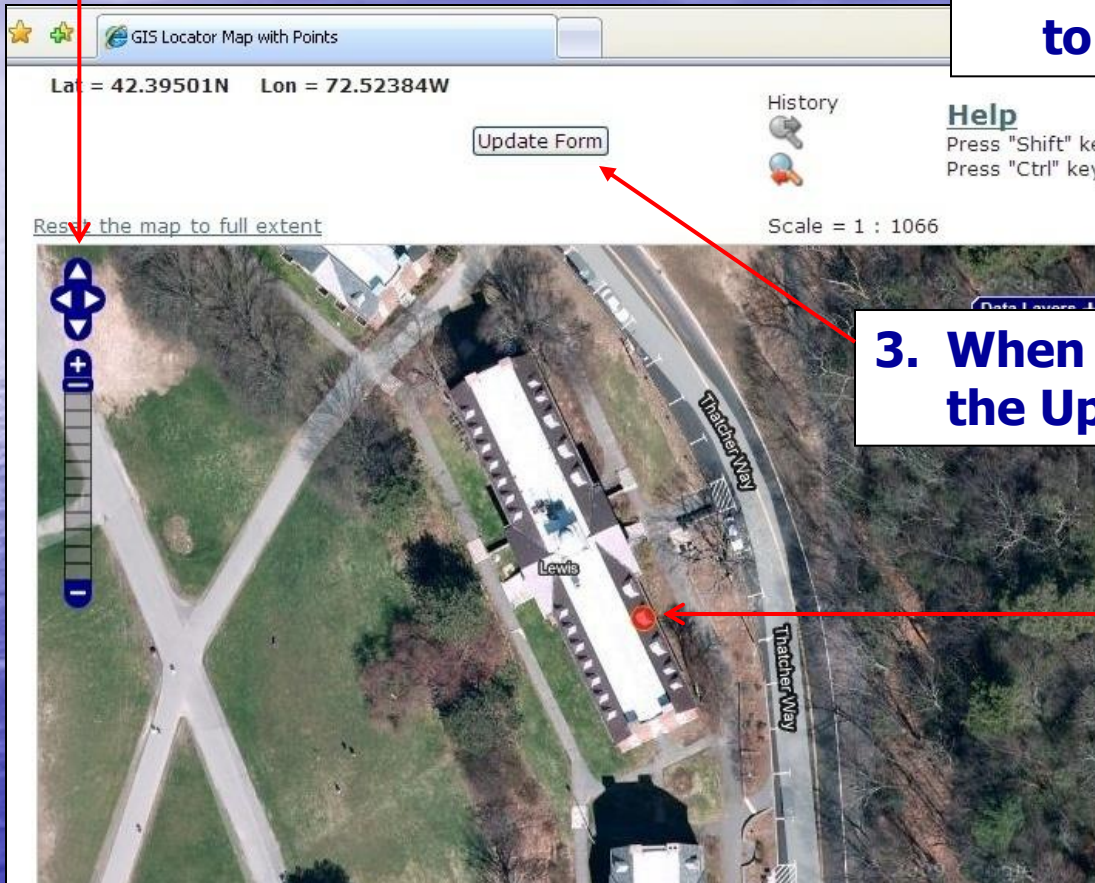 to
GIS Locator Map with Points
Lat = 42.39501N Lon = 72.52384W
History
Help
Update Form
Press "Shift" ke
Press "Ctrl" key
Reset the map to full extent
Scale = 1 : 1066
Data Layers
3. When
the Up
Thatcher Way
Lewis
Thatcher Way